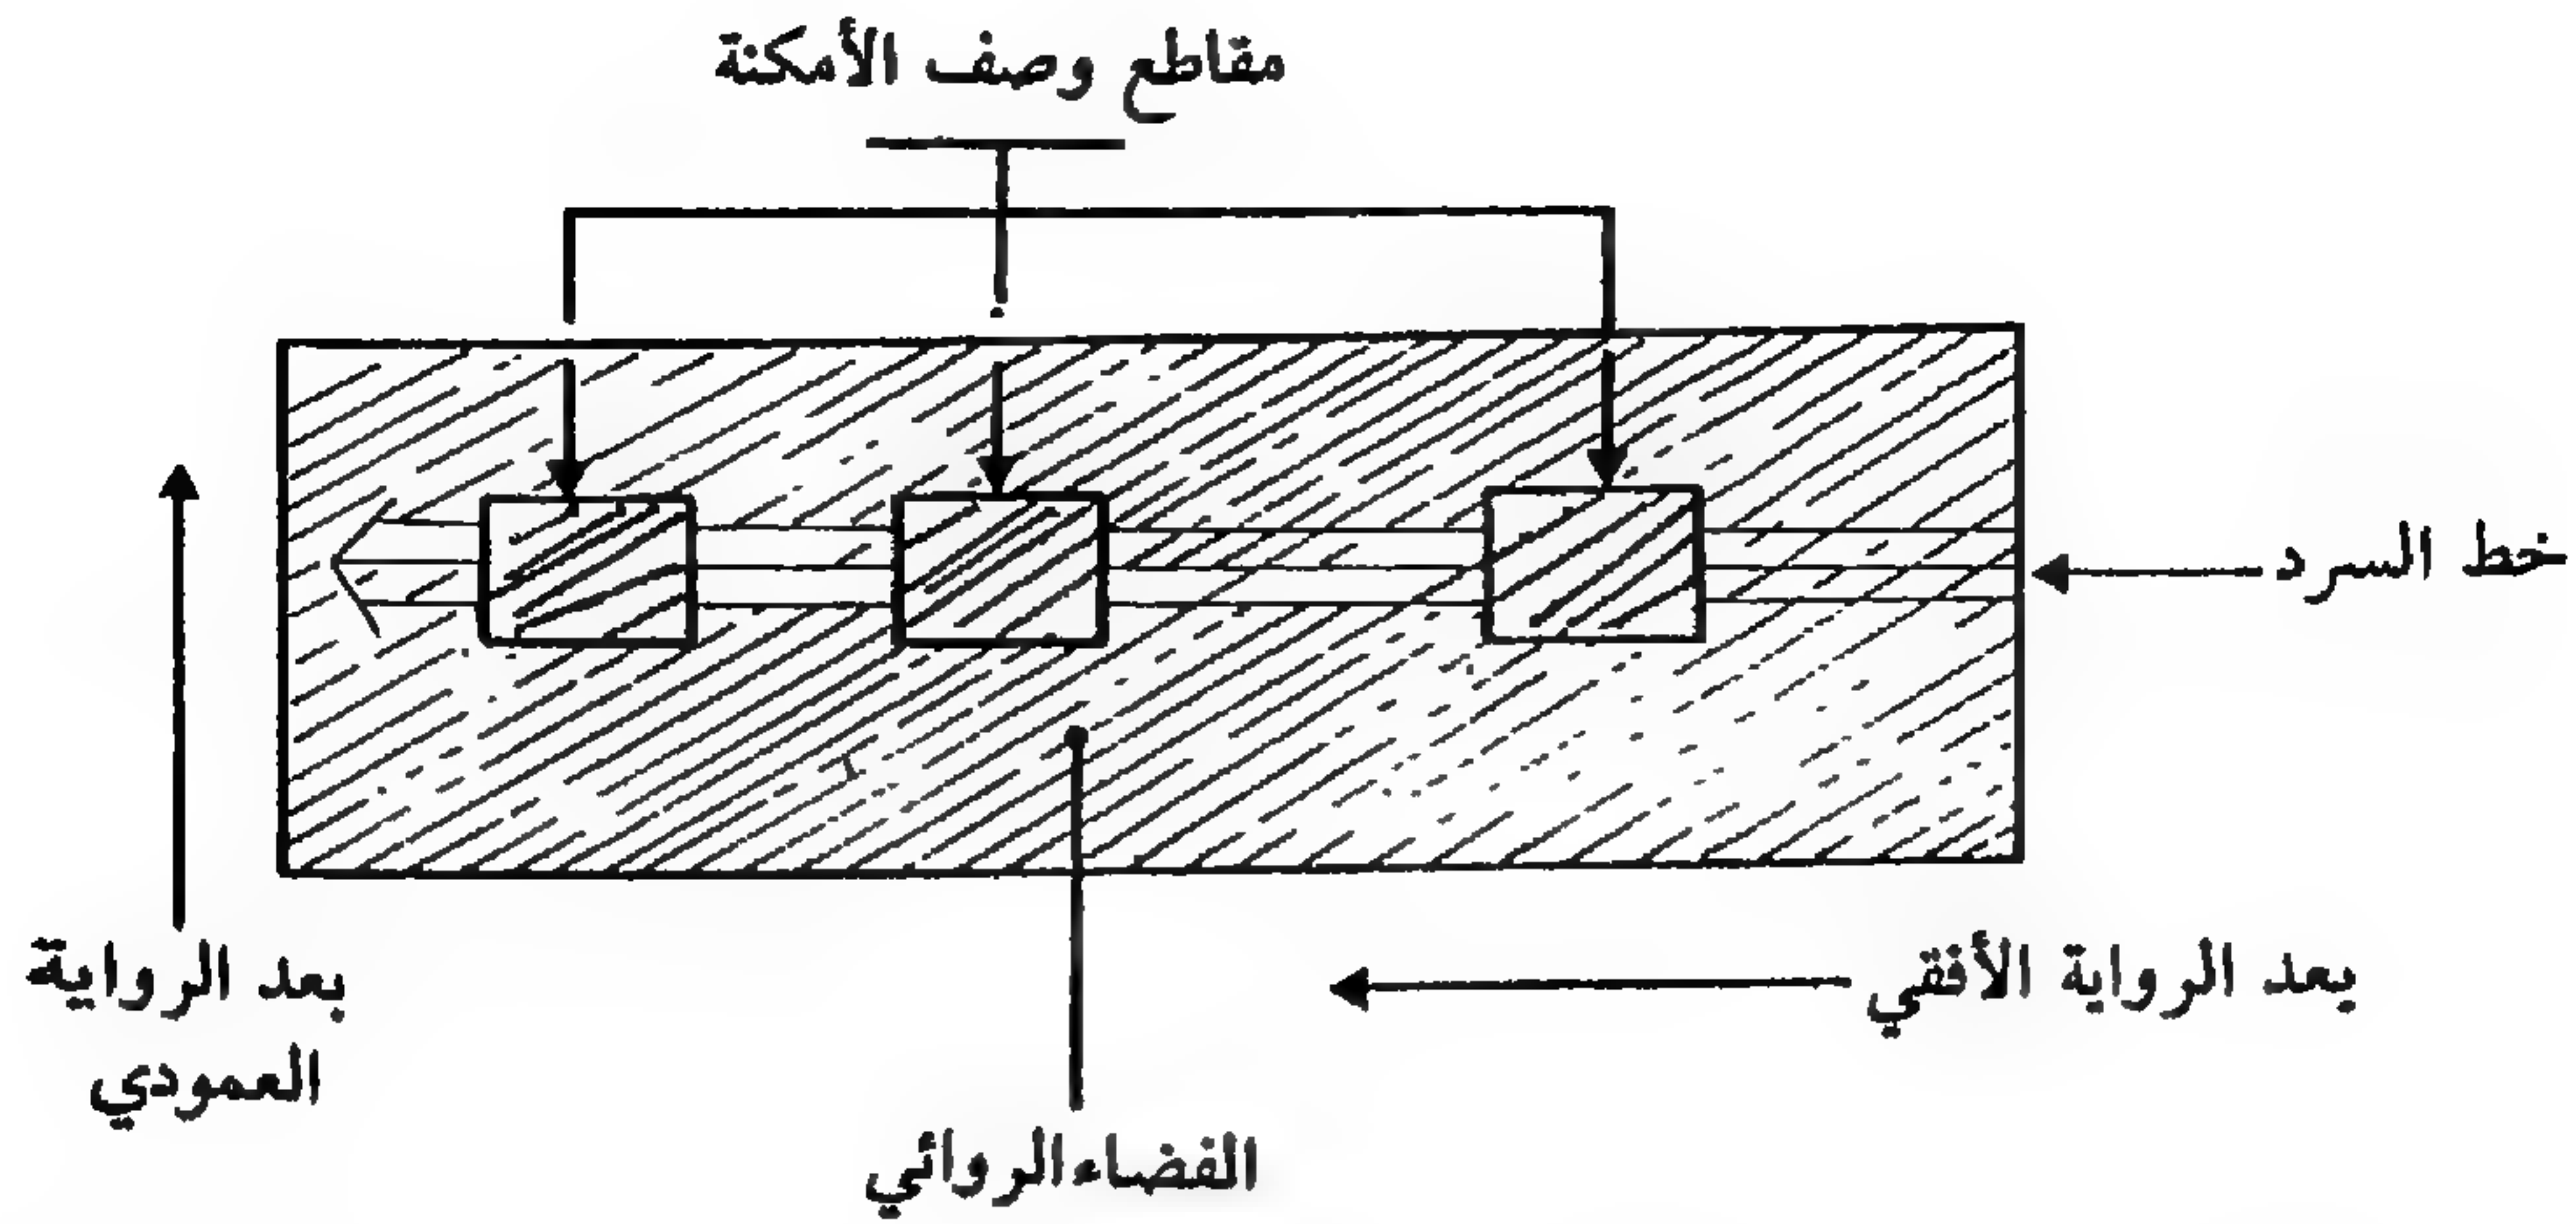 مقاطع وصف الأمكنة
خط السرد
بعد الرواية الأفقي
بعد الرواية
العمودي
الفضاء الروائي